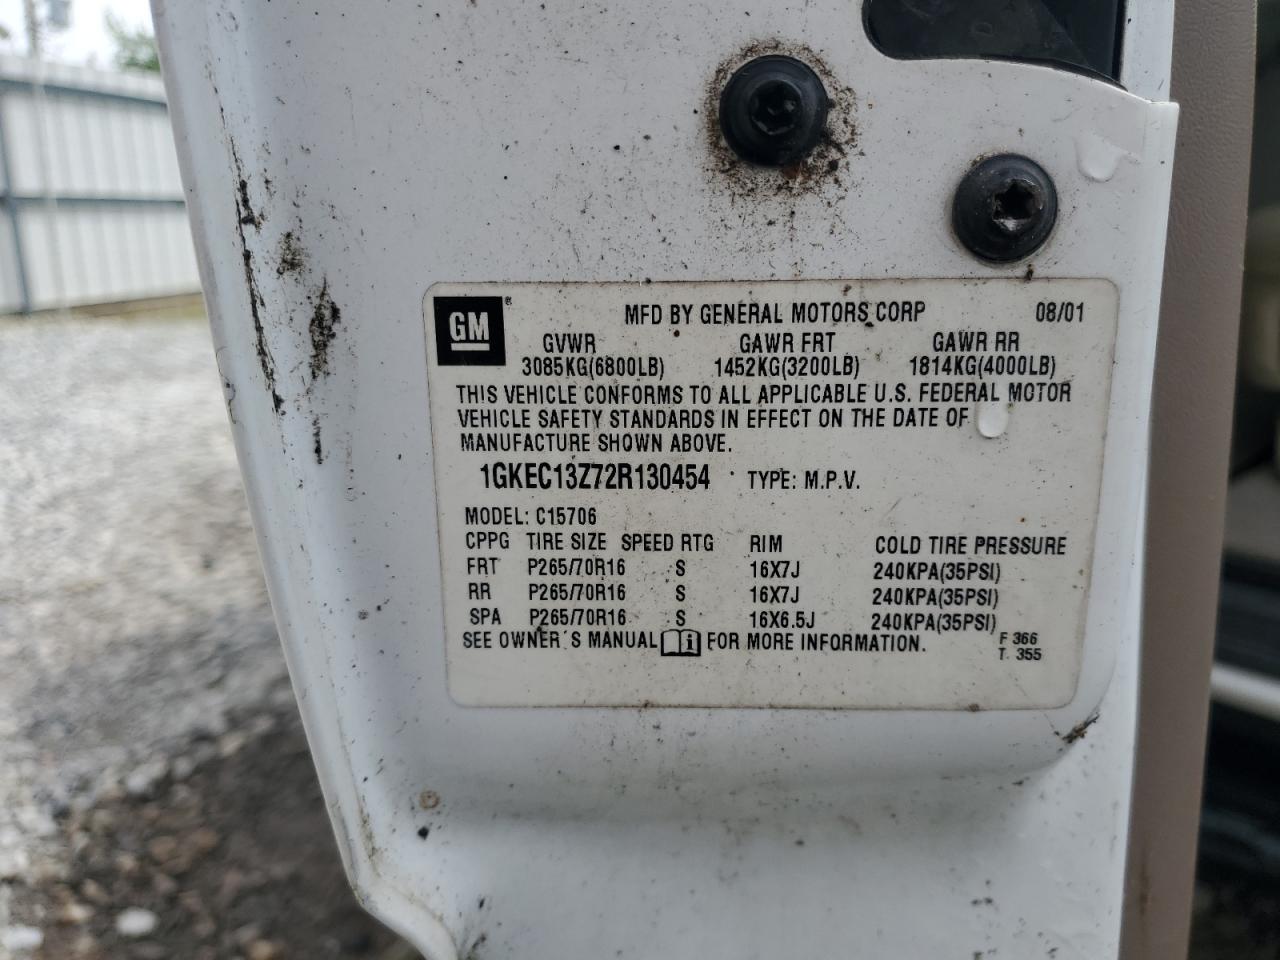 GM ® MFD BY GENERAL MOTORS CORP 08/01
GVWR GAWR FRT GAWR RR
3085KG(6800LB) 1452KG(3200LB) 1814KG(4000LB)
THIS VEHICLE CONFORMS TO ALL APPLICABLE U.S. FEDERAL MOTOR
VEHICLE SAFETY STANDARDS IN EFFECT ON THE DATE OF
MANUFACTURE SHOWN ABOVE.
1GKEC13Z72R130454 TYPE: M.P.V.
MODEL: C15706
CPPG TIRE SIZE SPEED RTG RIM COLD TIRE PRESSURE
FRT P265/70R16 S 16X7J 240KPA(35PSI)
RR P265/70R16 S 16X7J 240KPA(35PSI)
SPA P265/70R16 S 16X6.5J 240KPA(35PSI)
SEE OWNER'S MANUAL i FOR MORE INFORMATION.
F 366
T 355